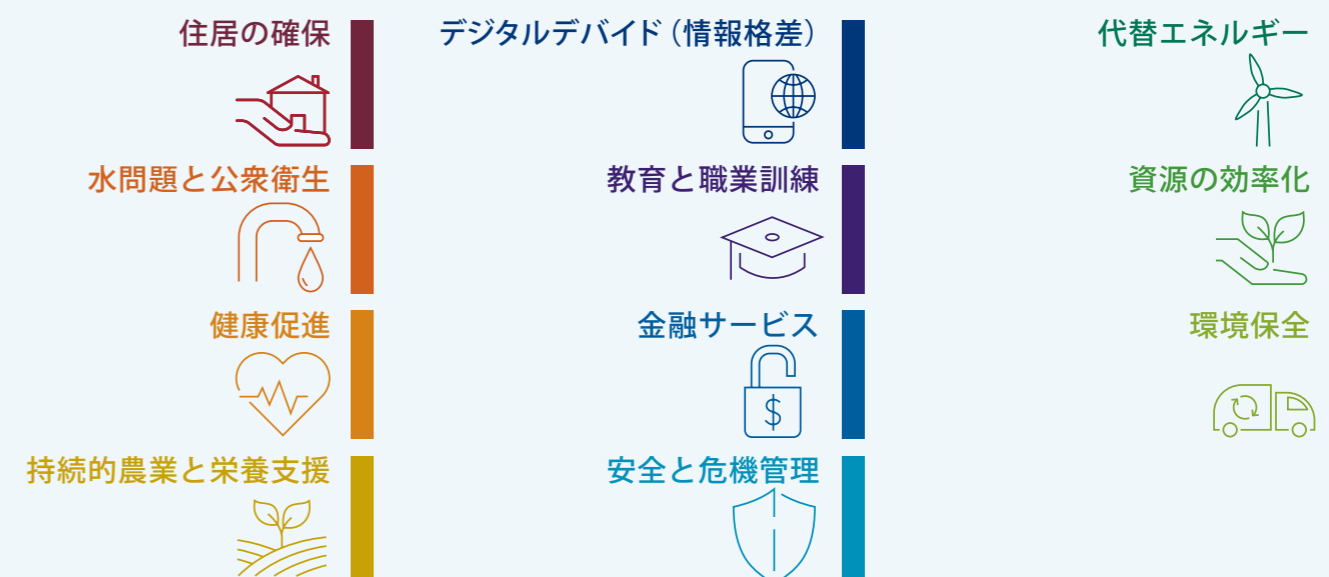 住居の確保
水問題と公衆衛生
健康促進
持続的農業と栄養支援
デジタルデバイド（情報格差）
教育と職業訓練
金融サービス
$
安全と危機管理
代替エネルギー
資源の効率化
環境保全